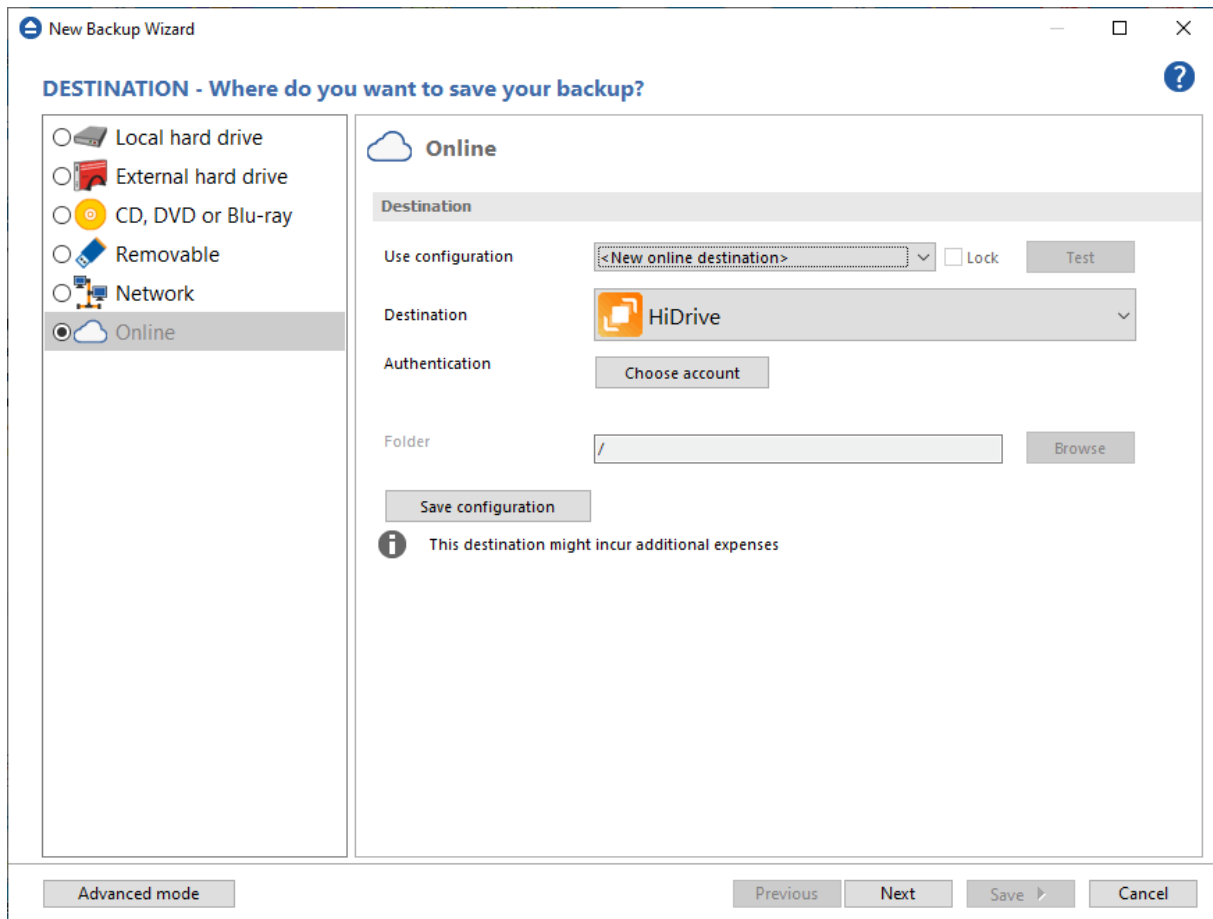 New Backup Wizard
DESTINATION - Where do you want to save your backup?
?
Local hard drive
External hard drive
CD, DVD or Blu-ray
Removable
Network
Online
Online
Destination
Use configuration <New online destination> Lock Test
Destination HiDrive
Authentication Choose account
Folder / Browse
Save configuration
This destination might incur additional expenses
Advanced mode Previous Next Save Cancel